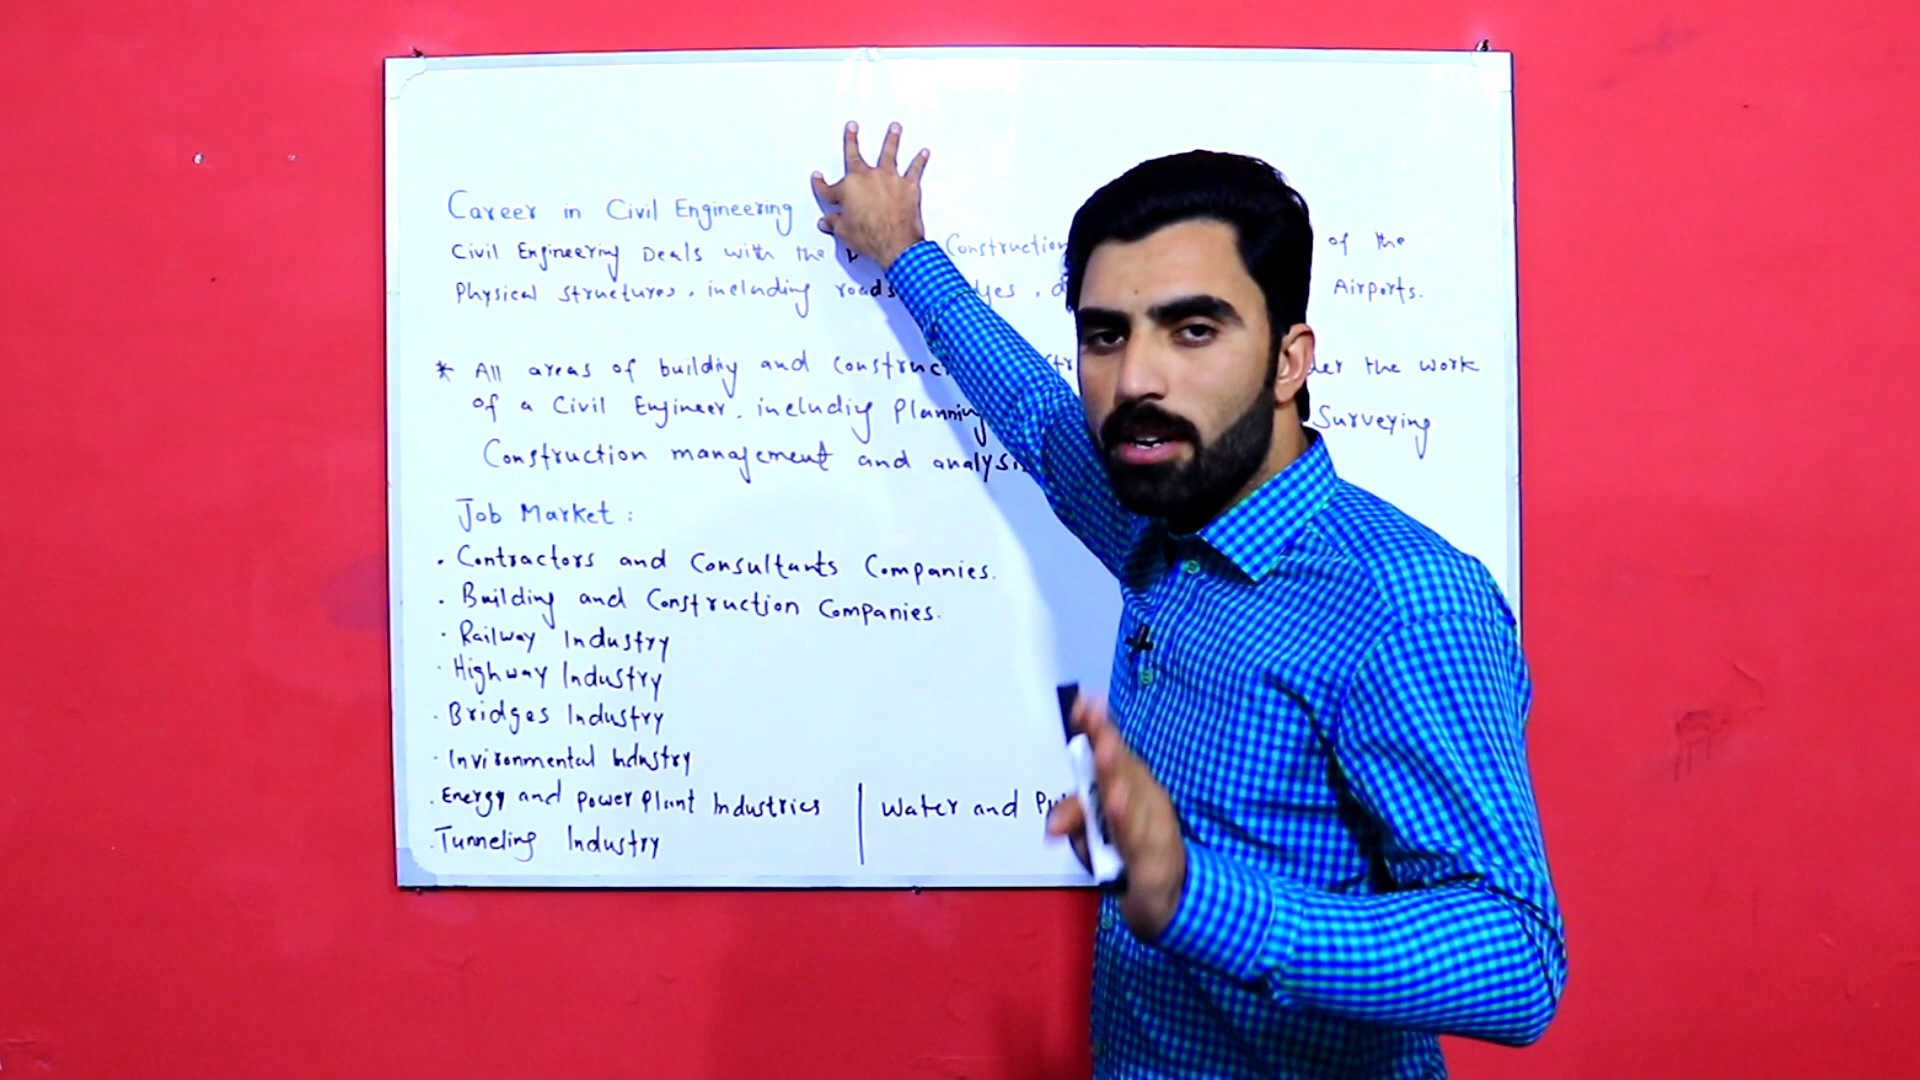 Career in Civil Engineering
Civil Engineering Deals with the Construction of the
Physical structures, including roads, Airports.
* All areas of buildiy and construc the work
of a Civil Engineer, includiy Planning Surveying
Construction management and analysis
Job Market :
. Contractors and Consultants Companies.
. Building and Construction Companies.
. Railway Industry
. Highway Industry
. Bridges Industry
. Invironmental Industry
. Energy and power plant Industries | Water and
. Tunneling Industry